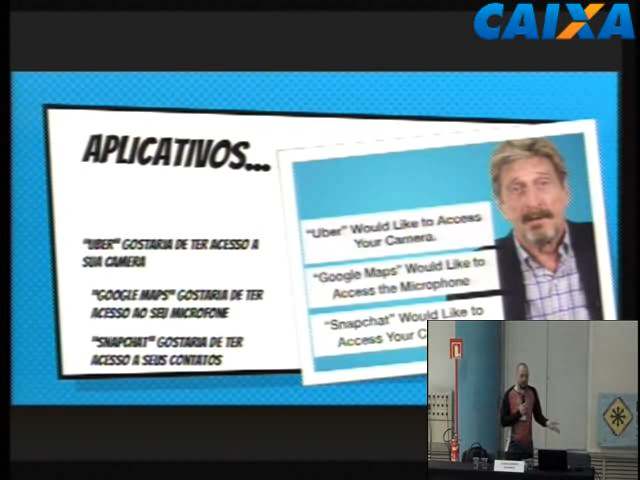 CAIXA
APLICATIVOS...
"UBER" GOSTARIA DE TER ACESSO A
SUA CAMERA
"GOOGLE MAPS" GOSTARIA DE TER
ACESSO AO SEU MICROFONE
"SNAPCHAT" GOSTARIA DE TER
ACESSO A SEUS CONTATOS
"Uber" Would Like to Access
Your Camera.
"Google Maps" Would Like to
Access the Microphone
"Snapchat" Would Like to
Access Your C